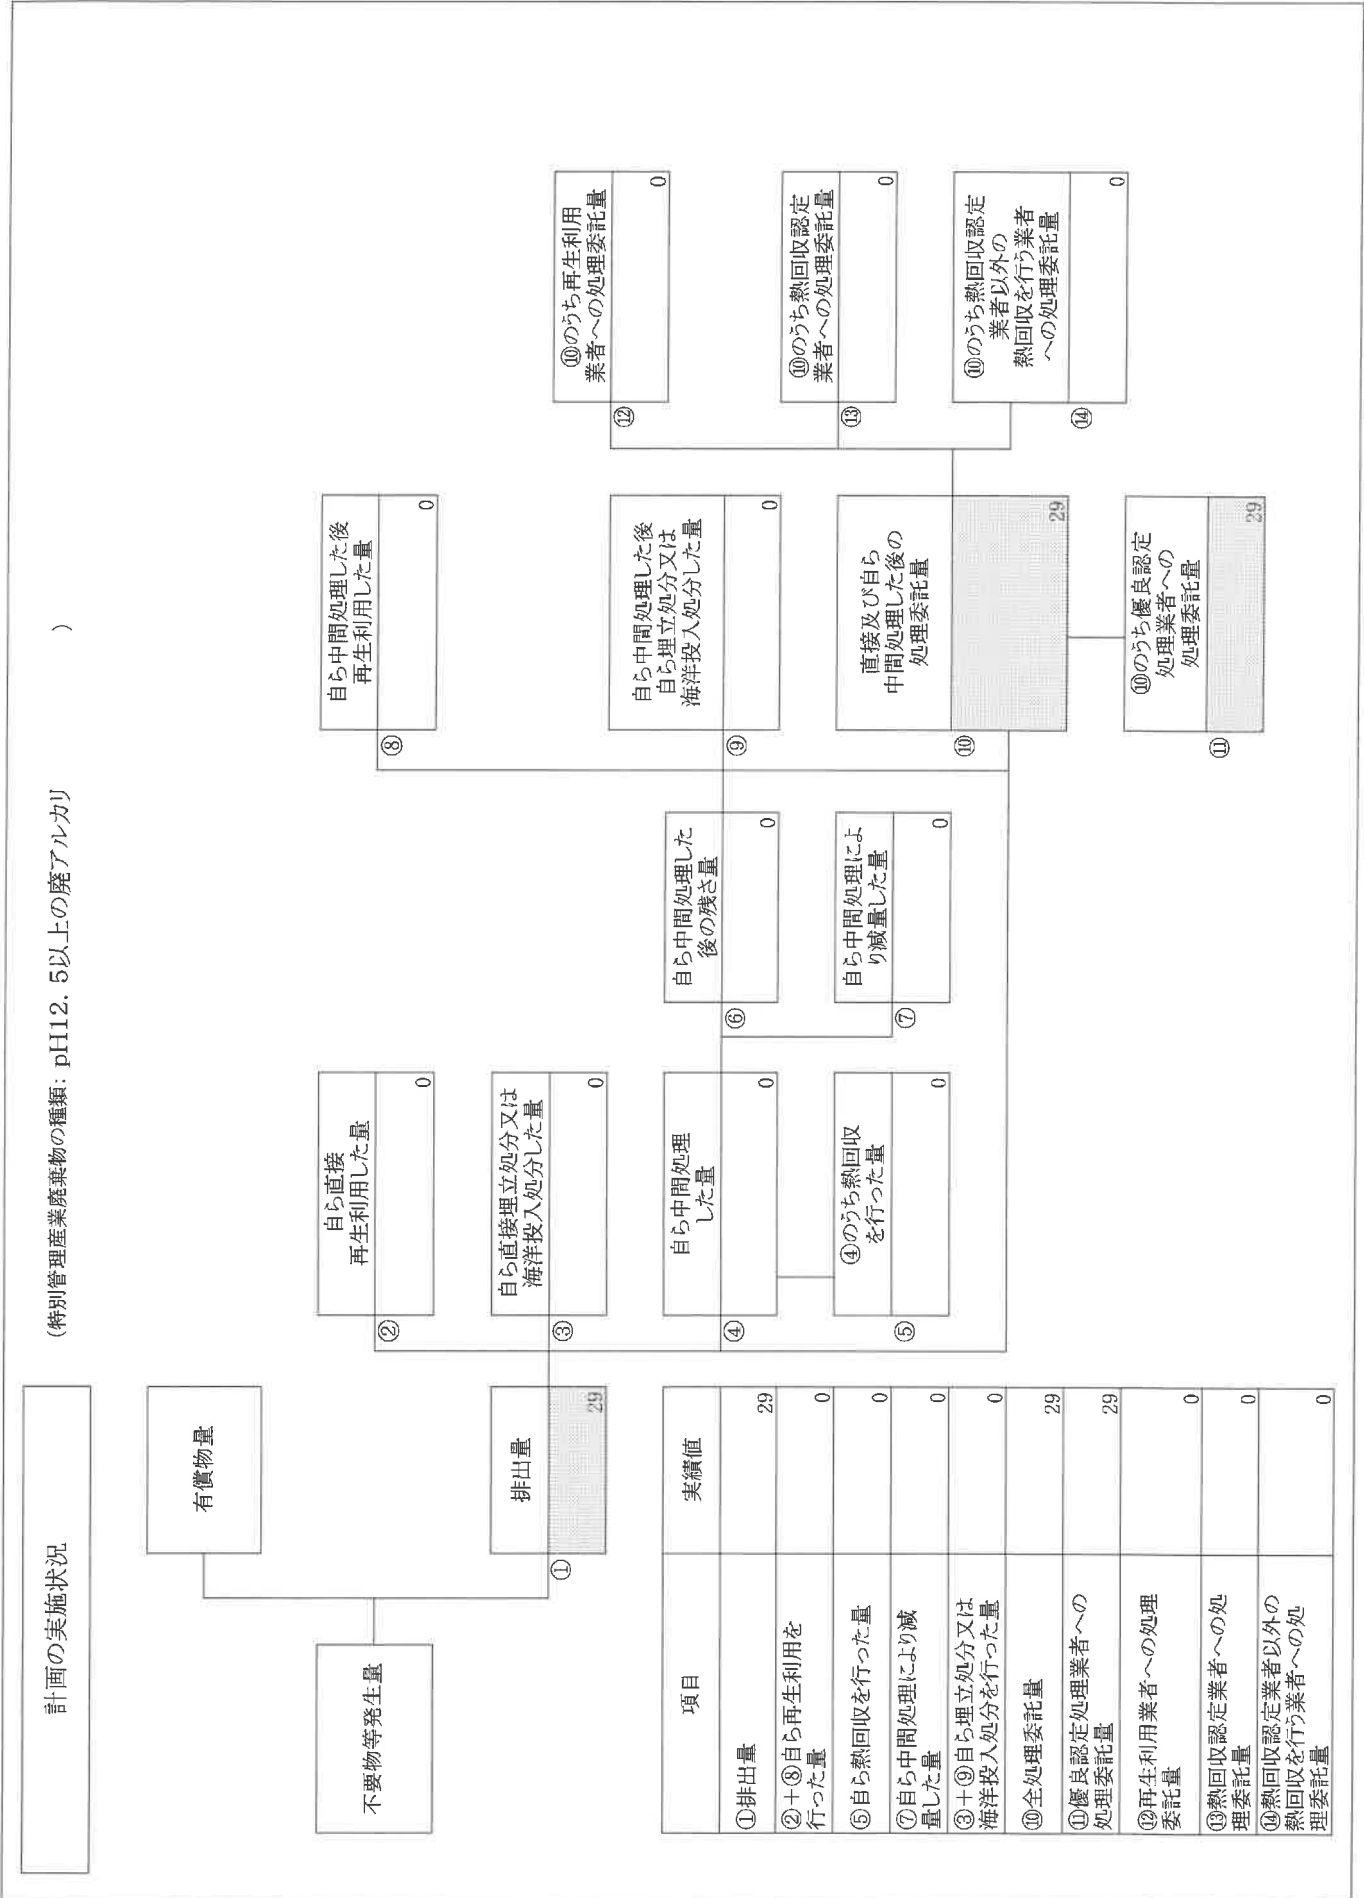 計画の実施状況
(特別管理産業廃棄物の種類: pH12. 5以上の廃アルカリ )
不要物等発生量
有償物量
①
排出量
29
②
自ら直接
再生利用した量
0
③
自ら直接埋立処分又は
海洋投入処分した量
0
④
自ら中間処理
した量
0
⑤
④のうち熱回収
を行った量
0
⑥
自ら中間処理した
後の残さ量
0
⑦
自ら中間処理によ
り減量した量
0
⑧
自ら中間処理した後
再生利用した量
0
⑨
自ら中間処理した後
自ら埋立処分又は
海洋投入処分した量
0
⑩
直接及び自ら
中間処理した後の
処理委託量
29
⑪
⑩のうち優良認定
処理業者への
処理委託量
29
⑫
⑩のうち再生利用
業者への処理委託量
0
⑬
⑩のうち熱回収認定
業者への処理委託量
0
⑭
⑩のうち熱回収認定
業者以外の
熱回収を行う業者
への処理委託量
0
項目 実績値
①排出量 29
②+⑧自ら再生利用を
行った量 0
⑤自ら熱回収を行った量 0
⑦自ら中間処理により減
量した量 0
③+⑨自ら埋立処分又は
海洋投入処分を行った量 0
⑩全処理委託量 29
⑪優良認定処理業者への
処理委託量 29
⑫再生利用業者への処理
委託量 0
⑬熱回収認定業者への処
理委託量 0
⑭熱回収認定業者以外の
熱回収を行う業者への処
理委託量 0